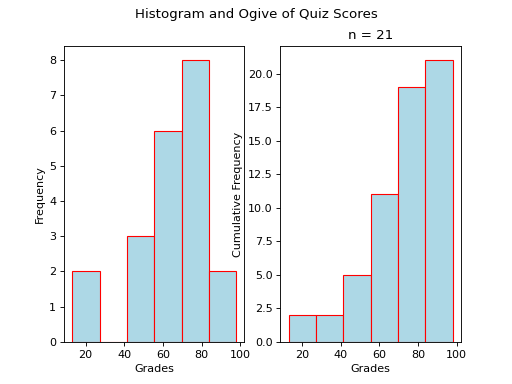 Histogram and Ogive of Quiz Scores
n = 21
8
7
6
5
4
3
2
1
0
Frequency
20 40 60 80 100
Grades
20.0
17.5
15.0
12.5
10.0
7.5
5.0
2.5
0.0
Cumulative Frequency
20 40 60 80 100
Grades